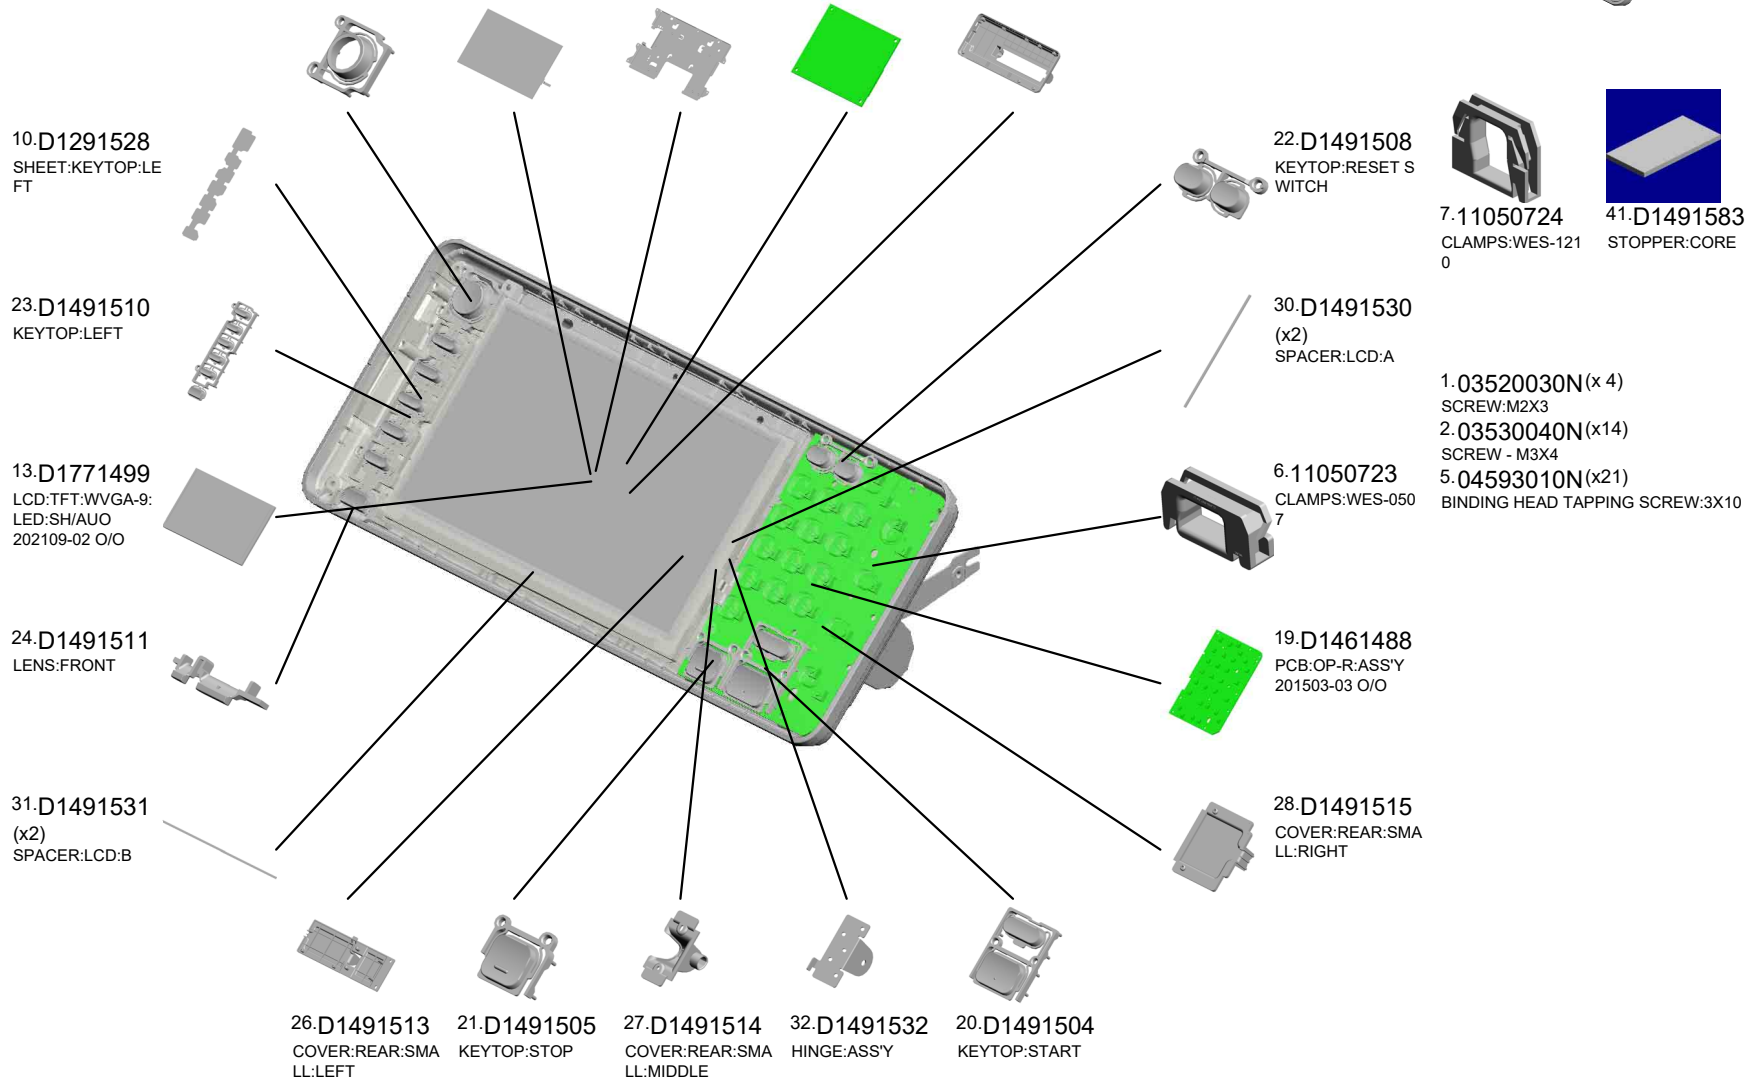 10.D1291528
SHEET:KEYTOP:LE
FT
23.D1491510
KEYTOP:LEFT
13.D1771499
LCD:TFT:WVGA-9:
LED:SH/AUO
202109-02 O/O
24.D1491511
LENS:FRONT
31.D1491531
(x2)
SPACER:LCD:B
26.D1491513
COVER:REAR:SMA
LL:LEFT
21.D1491505
KEYTOP:STOP
27.D1491514
COVER:REAR:SMA
LL:MIDDLE
32.D1491532
HINGE:ASS'Y
20.D1491504
KEYTOP:START
22.D1491508
KEYTOP:RESET S
WITCH
30.D1491530
(x2)
SPACER:LCD:A
6.11050723
CLAMPS:WES-050
7
19.D1461488
PCB:OP-R:ASS'Y
201503-03 O/O
28.D1491515
COVER:REAR:SMA
LL:RIGHT
7.11050724
CLAMPS:WES-121
0
41.D1491583
STOPPER:CORE
1.03520030N(x 4)
SCREW:M2X3
2.03530040N(x14)
SCREW - M3X4
5.04593010N(x21)
BINDING HEAD TAPPING SCREW:3X10